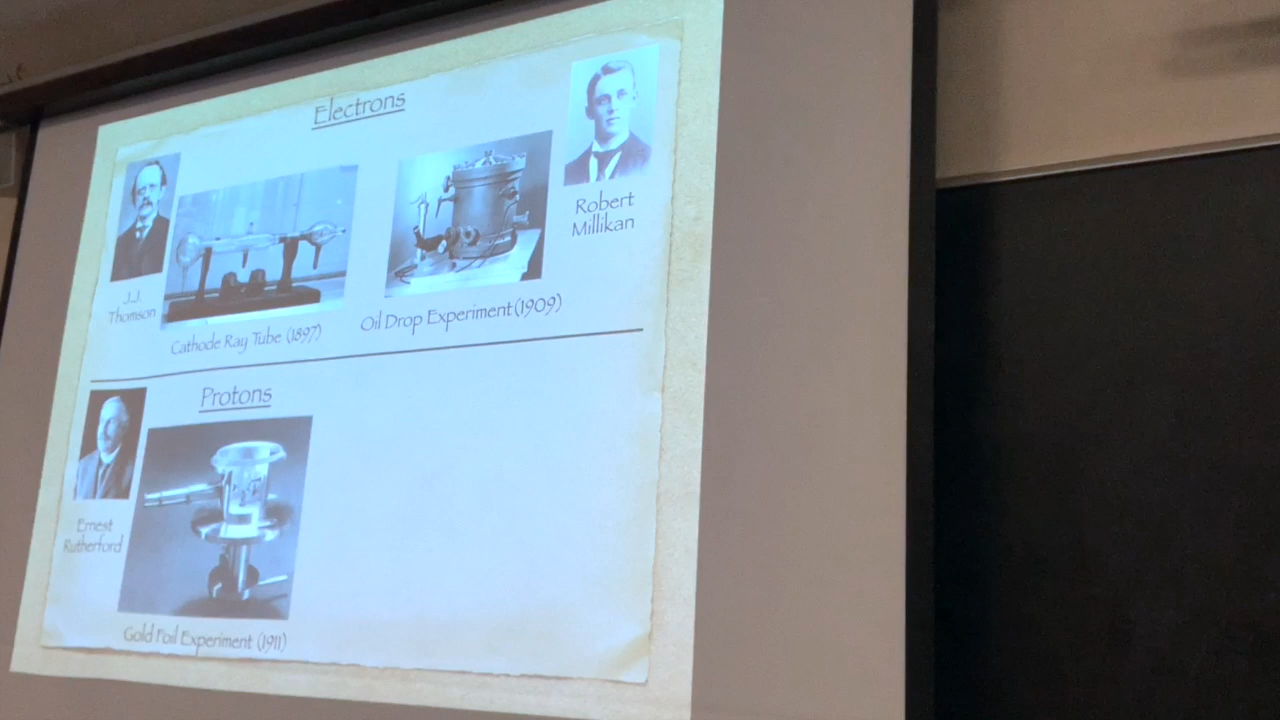 Electrons
J.J.
Thomson
Cathode Ray Tube (1897)
Oil Drop Experiment (1909)
Robert
Millikan
Protons
Ernest
Rutherford
Gold Foil Experiment (1911)